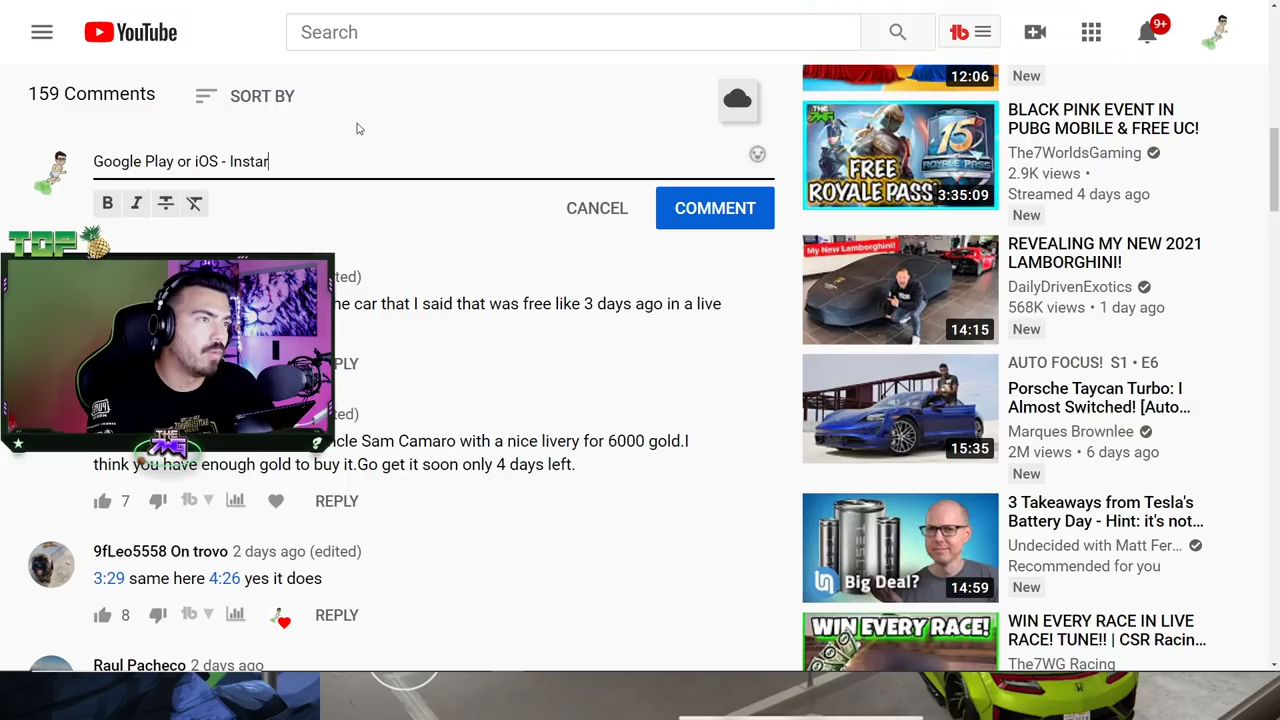 YouTube
Search
tb
9+
159 Comments
SORT BY
Google Play or iOS - Instar
B I
CANCEL
COMMENT
TOP
ted)
ne car that I said that was free like 3 days ago in a live
PLY
ted)
icle Sam Camaro with a nice livery for 6000 gold.I
think you have enough gold to buy it.Go get it soon only 4 days left.
7
tb
REPLY
9fLeo5558 On trovo 2 days ago (edited)
3:29 same here 4:26 yes it does
8
tb
REPLY
Raul Pacheco 2 days ago
12:06
New
FREE
ROYALE PASS
15
ROYALE PASS
3:35:09
BLACK PINK EVENT IN
PUBG MOBILE & FREE UC!
The7WorldsGaming
2.9K views •
Streamed 4 days ago
New
My New Lamborghini!
14:15
REVEALING MY NEW 2021
LAMBORGHINI!
DailyDrivenExotics
568K views • 1 day ago
New
15:35
AUTO FOCUS! S1 • E6
Porsche Taycan Turbo: I
Almost Switched! [Auto...
Marques Brownlee
2M views • 6 days ago
New
Big Deal?
14:59
3 Takeaways from Tesla's
Battery Day - Hint: it's not...
Undecided with Matt Fer...
Recommended for you
New
WIN EVERY RACE!
WIN EVERY RACE IN LIVE
RACE! TUNE!! | CSR Racin...
The7WG Racing